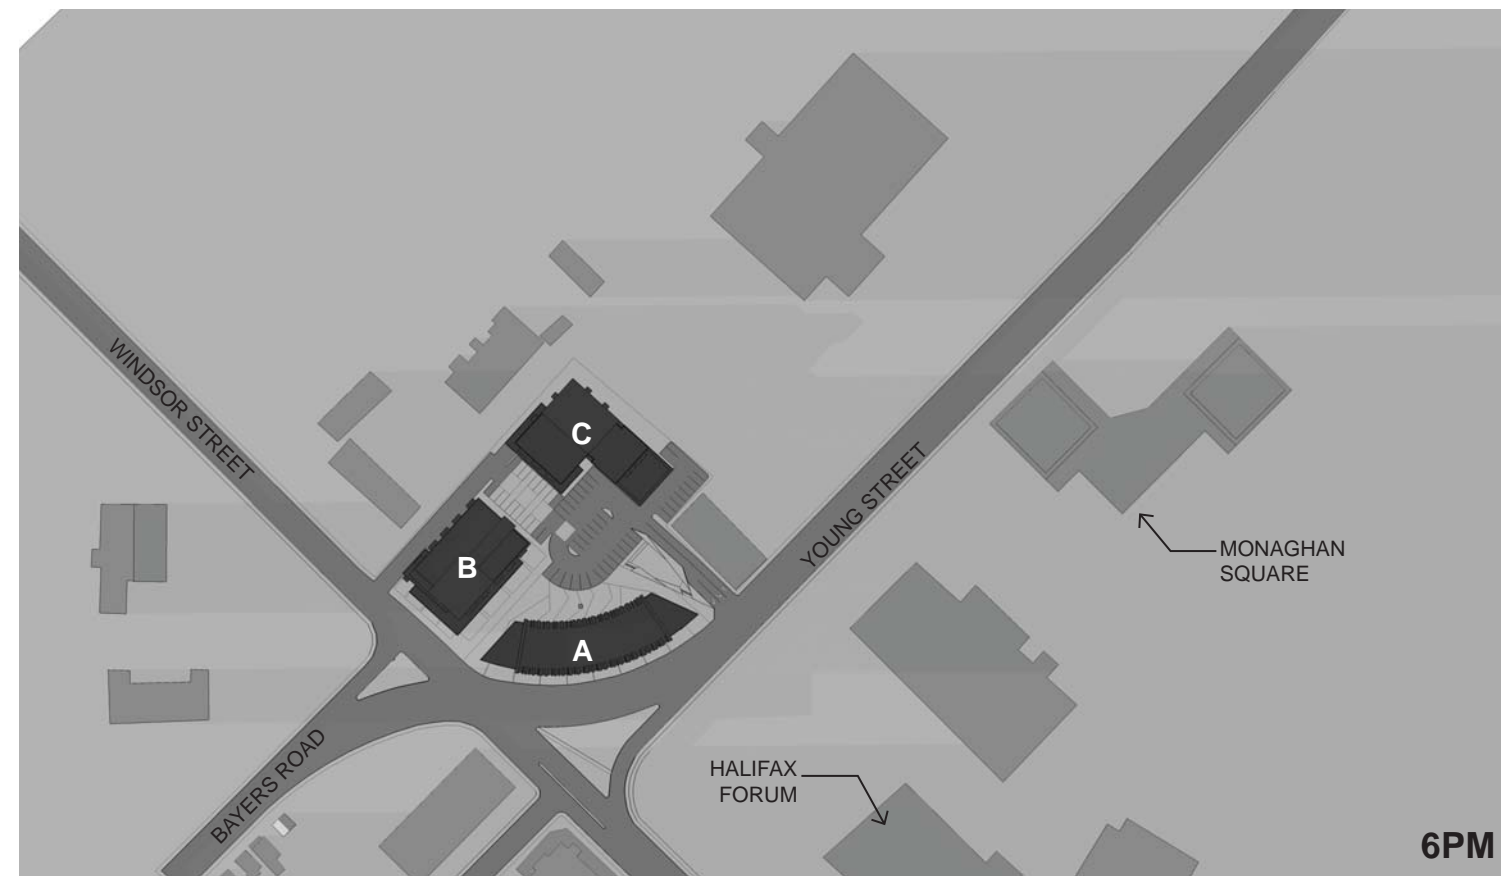 WINDSOR STREET
C
YOUNG STREET
B
MONAGHAN
SQUARE
A
BAYERS ROAD
HALIFAX
FORUM
6PM